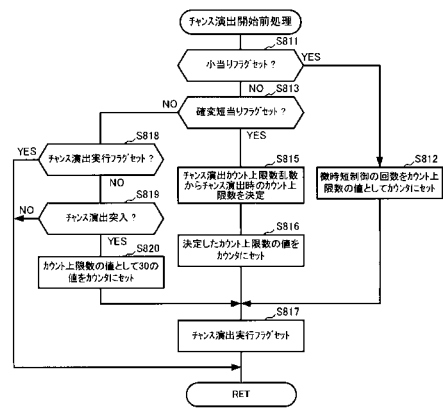 チャンス演出開始前処理
S811
小当りフラグセット？
YES
NO
S813
確変短当りフラグセット？
NO
YES
S818
チャンス演出実行フラグセット？
YES
NO
S815
チャンス演出カウント上限数乱数
からチャンス演出時のカウント上
限数を決定
S812
微時短制御の回数をカウント上
限数の値としてカウンタにセット
S819
チャンス演出突入？
NO
YES
S816
決定したカウント上限数の値を
カウンタにセット
S820
カウント上限数の値として30の
値をカウンタにセット
S817
チャンス演出実行フラグセット
RET